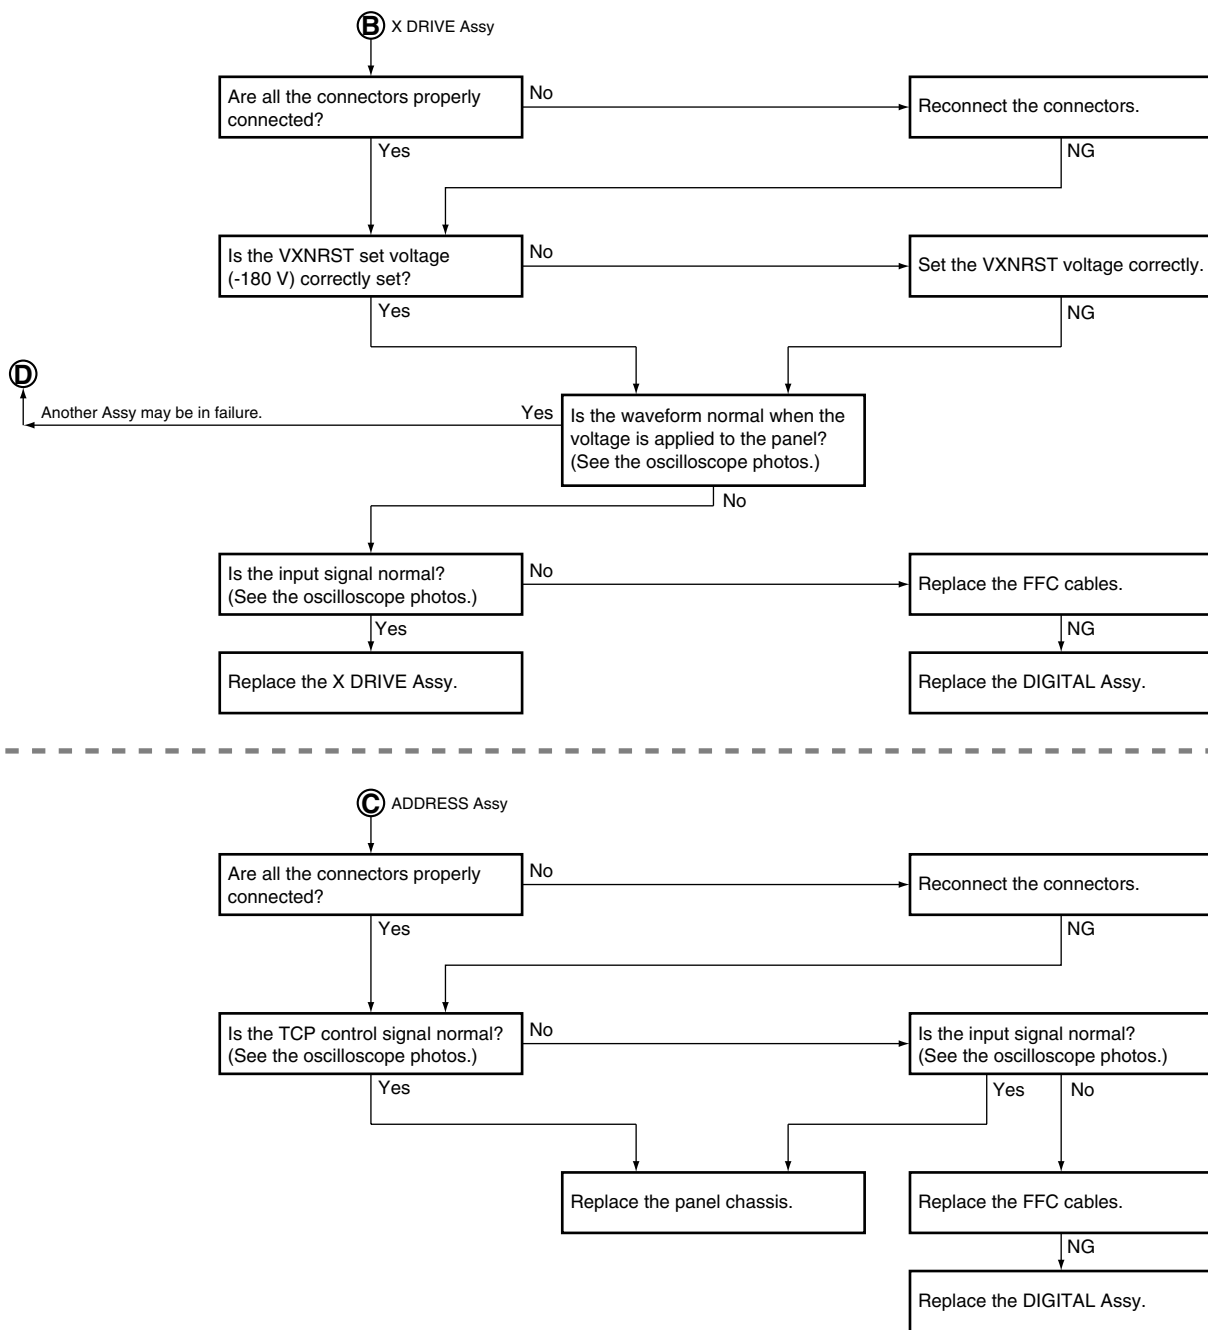 B X DRIVE Assy
Are all the connectors properly
connected?
No
Reconnect the connectors.
Yes
NG
Is the VXNRST set voltage
(-180 V) correctly set?
No
Set the VXNRST voltage correctly.
Yes
NG
D
Another Assy may be in failure.
Yes
Is the waveform normal when the
voltage is applied to the panel?
(See the oscilloscope photos.)
No
Is the input signal normal?
(See the oscilloscope photos.)
No
Replace the FFC cables.
Yes
NG
Replace the X DRIVE Assy.
Replace the DIGITAL Assy.
C ADDRESS Assy
Are all the connectors properly
connected?
No
Reconnect the connectors.
Yes
NG
Is the TCP control signal normal?
(See the oscilloscope photos.)
No
Is the input signal normal?
(See the oscilloscope photos.)
Yes
Yes
No
Replace the panel chassis.
Replace the FFC cables.
NG
Replace the DIGITAL Assy.